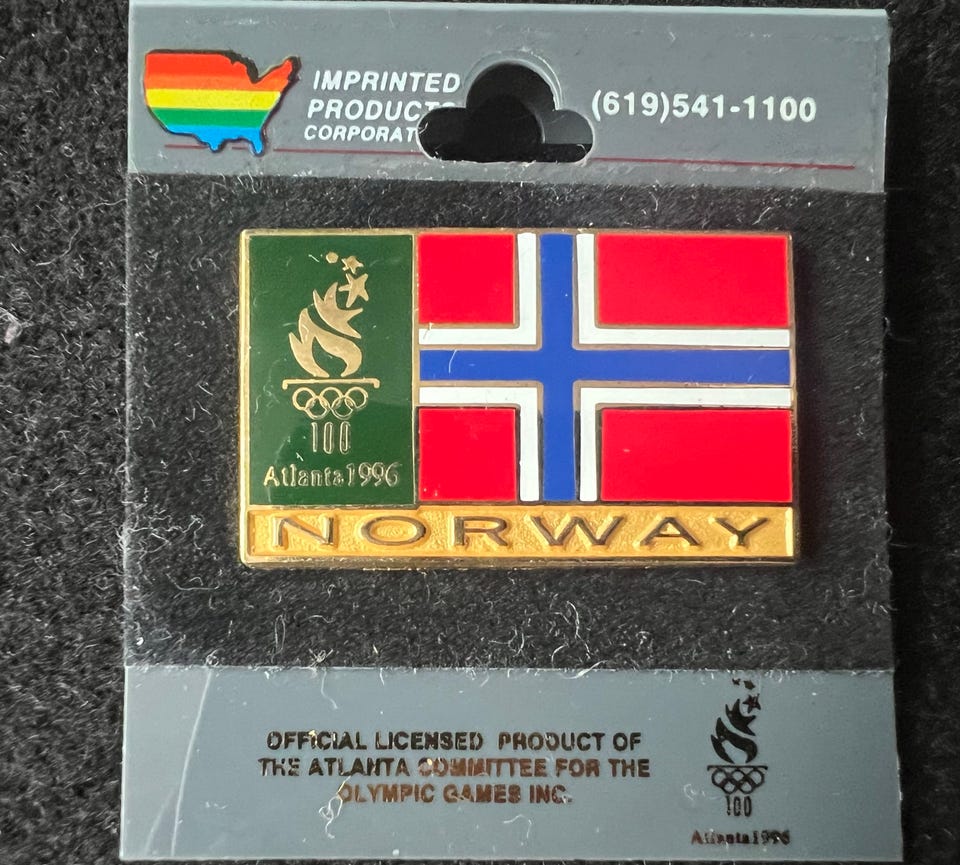 IMPRINTED
PRODUCTS
CORPORAT
(619)541-1100
100
Atlanta1996
NORWAY
OFFICIAL LICENSED PRODUCT OF
THE ATLANTA COMMITTEE FOR THE
OLYMPIC GAMES INC.
100
Atlanta1996